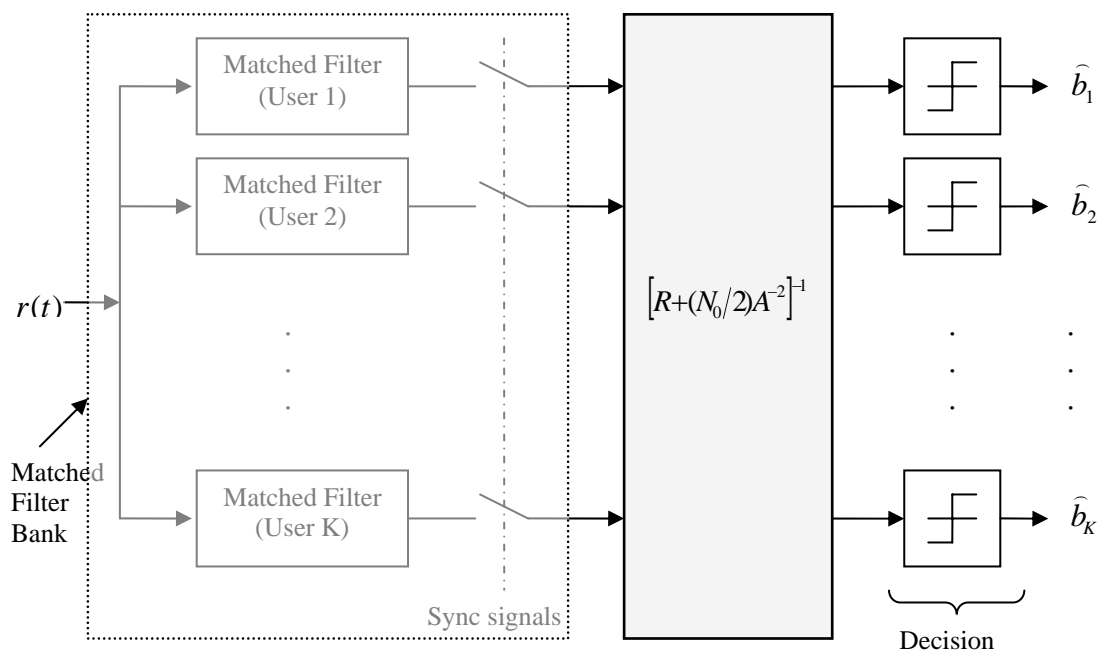 Matched Filter
(User 1)
b̂₁
Matched Filter
(User 2)
b̂₂
r(t)
[R+(N₀/2)A⁻²]⁻¹
Matched
Filter
Bank
Matched Filter
(User K)
b̂_K
Sync signals
Decision